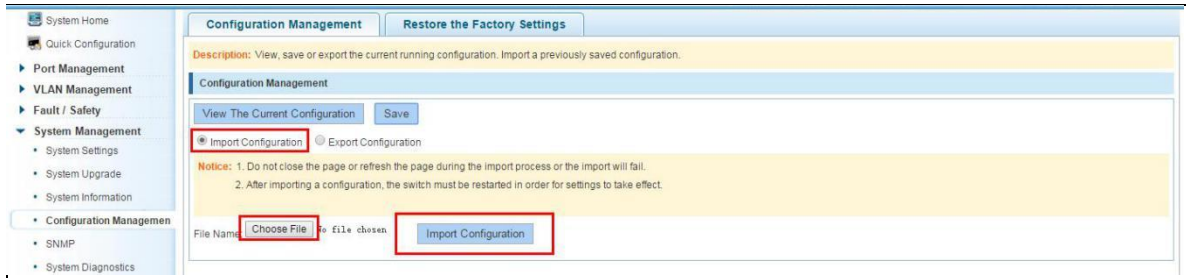 System Home
Quick Configuration
Port Management
VLAN Management
Fault / Safety
System Management
System Settings
System Upgrade
System Information
Configuration Managemen
SNMP
System Diagnostics
Configuration Management Restore the Factory Settings
Description: View, save or export the current running configuration. Import a previously saved configuration.
Configuration Management
View The Current Configuration Save
Import Configuration Export Configuration
Notice: 1. Do not close the page or refresh the page during the import process or the import will fail.
2. After importing a configuration, the switch must be restarted in order for settings to take effect.
File Name Choose File No file chosen Import Configuration